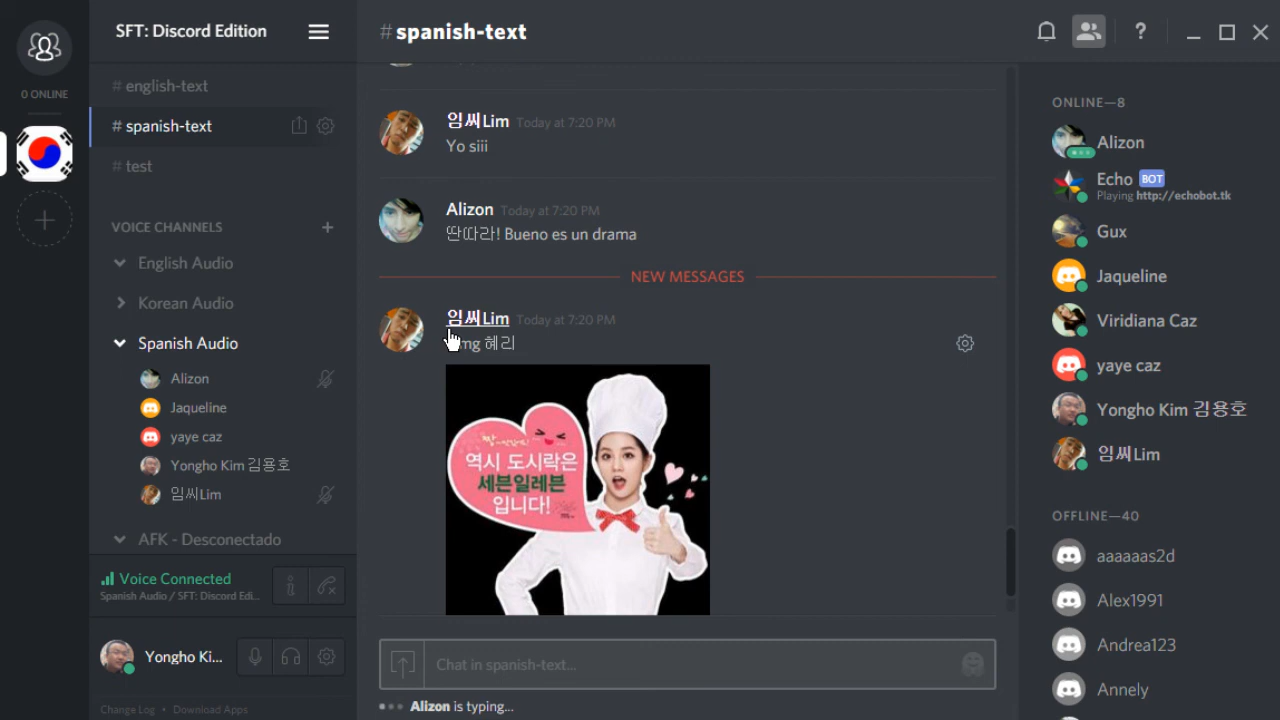 SFT: Discord Edition
# spanish-text
0 ONLINE
# english-text
# spanish-text
# test
VOICE CHANNELS
English Audio
Korean Audio
Spanish Audio
Alizon
Jaqueline
yaye caz
Yongho Kim 김용호
임씨Lim
AFK - Desconectado
Voice Connected
Spanish Audio / SFT: Discord Edi...
Yongho Ki...
Change Log • Download Apps
임씨Lim Today at 7:20 PM
Yo siii
Alizon Today at 7:20 PM
딴따라! Bueno es un drama
NEW MESSAGES
임씨Lim Today at 7:20 PM
혜리
역시 도시락은
세븐일레븐
입니다!
Chat in spanish-text...
Alizon is typing...
ONLINE—8
Alizon
Echo BOT
Playing http://echobot.tk
Gux
Jaqueline
Viridiana Caz
yaye caz
Yongho Kim 김용호
임씨Lim
OFFLINE—40
aaaaaas2d
Alex1991
Andrea123
Annely